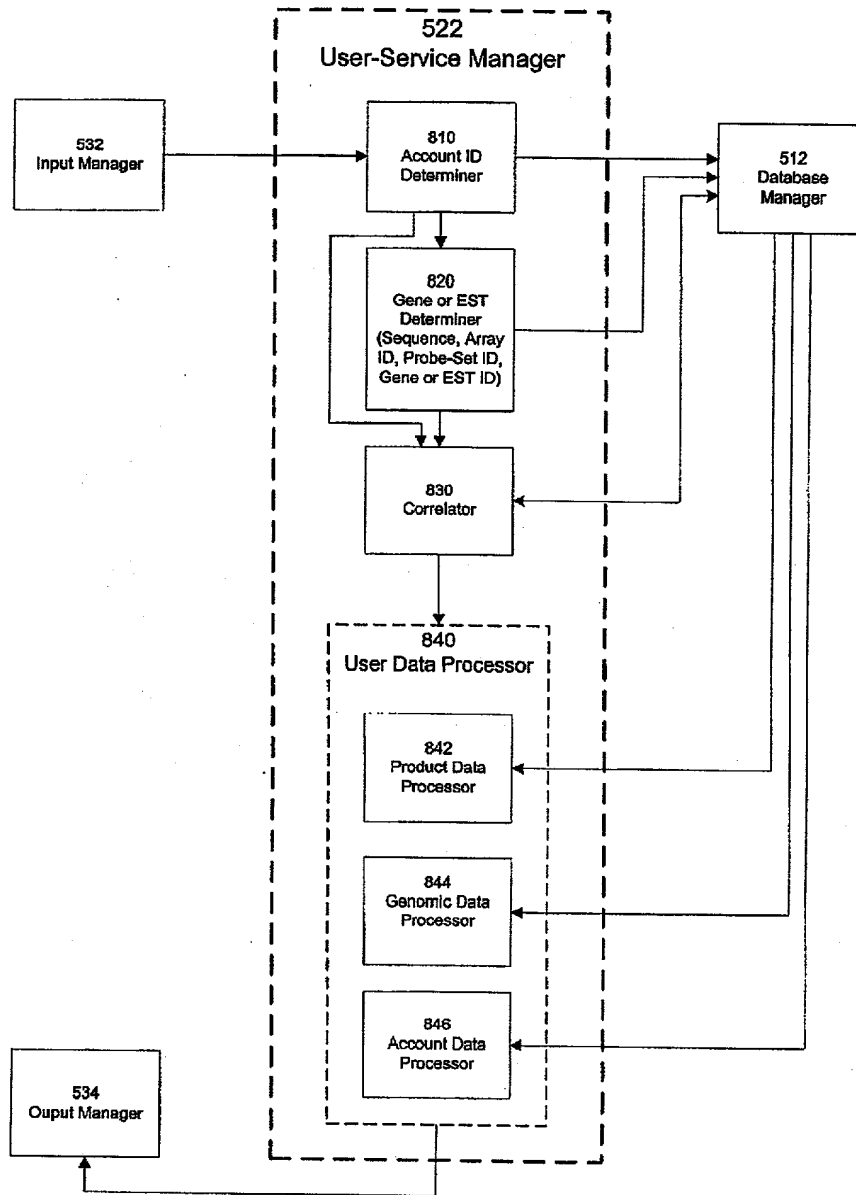 522
User-Service Manager
532
Input Manager
810
Account ID
Determiner
512
Database
Manager
820
Gene or EST
Determiner
(Sequence, Array
ID, Probe-Set ID,
Gene or EST ID)
830
Correlator
840
User Data Processor
842
Product Data
Processor
844
Genomic Data
Processor
846
Account Data
Processor
534
Ouput Manager